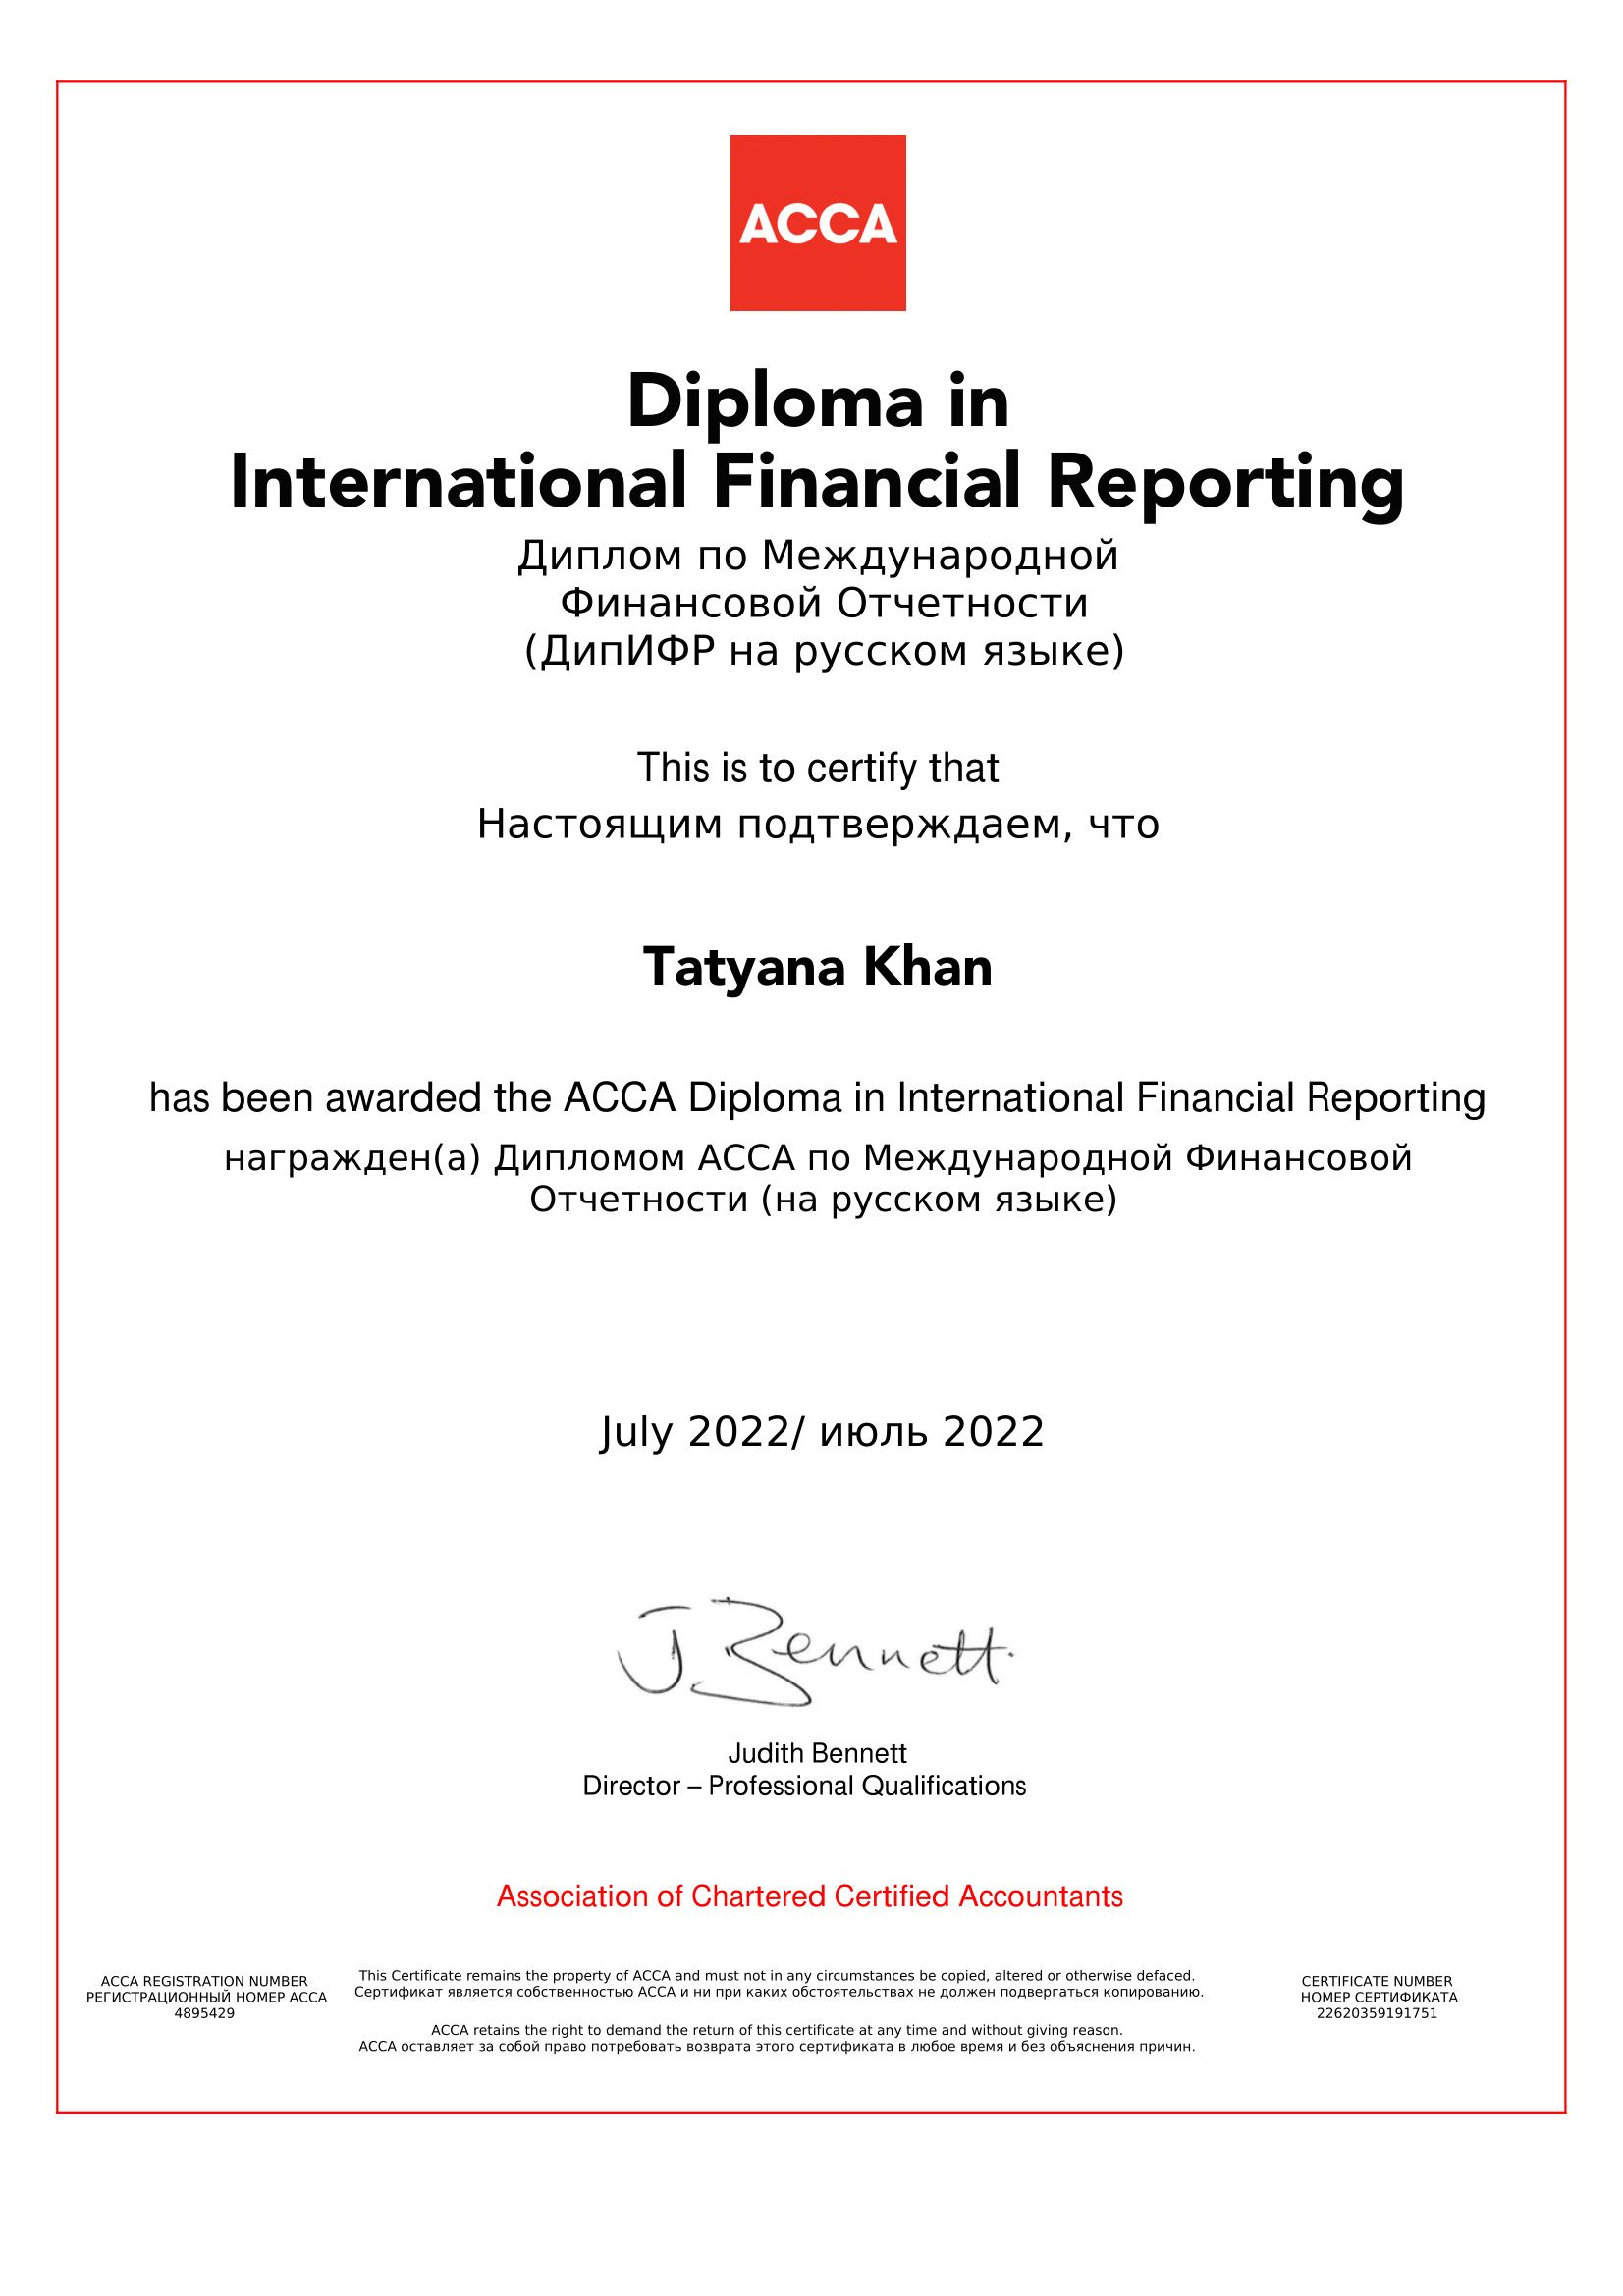 ACCA
Diploma in
International Financial Reporting
Диплом по Международной
Финансовой Отчетности
(ДипИФР на русском языке)
This is to certify that
Настоящим подтверждаем, что
Tatyana Khan
has been awarded the ACCA Diploma in International Financial Reporting
награжден(а) Дипломом АССА по Международной Финансовой
Отчетности (на русском языке)
July 2022/ июль 2022
J Bennett.
Judith Bennett
Director – Professional Qualifications
Association of Chartered Certified Accountants
ACCA REGISTRATION NUMBER
РЕГИСТРАЦИОННЫЙ НОМЕР АССА
4895429
This Certificate remains the property of ACCA and must not in any circumstances be copied, altered or otherwise defaced.
Сертификат является собственностью АССА и ни при каких обстоятельствах не должен подвергаться копированию.
ACCA retains the right to demand the return of this certificate at any time and without giving reason.
АССА оставляет за собой право потребовать возврата этого сертификата в любое время и без объяснения причин.
CERTIFICATE NUMBER
НОМЕР СЕРТИФИКАТА
22620359191751